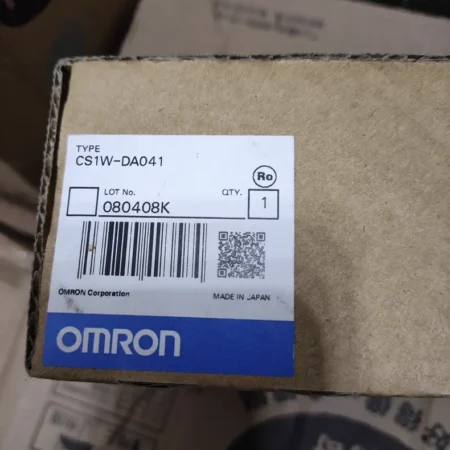 TYPE
CS1W-DA041
Ro
LOT No.
QTY.
080408K
1
OMRON Corporation
MADE IN JAPAN
OMRON